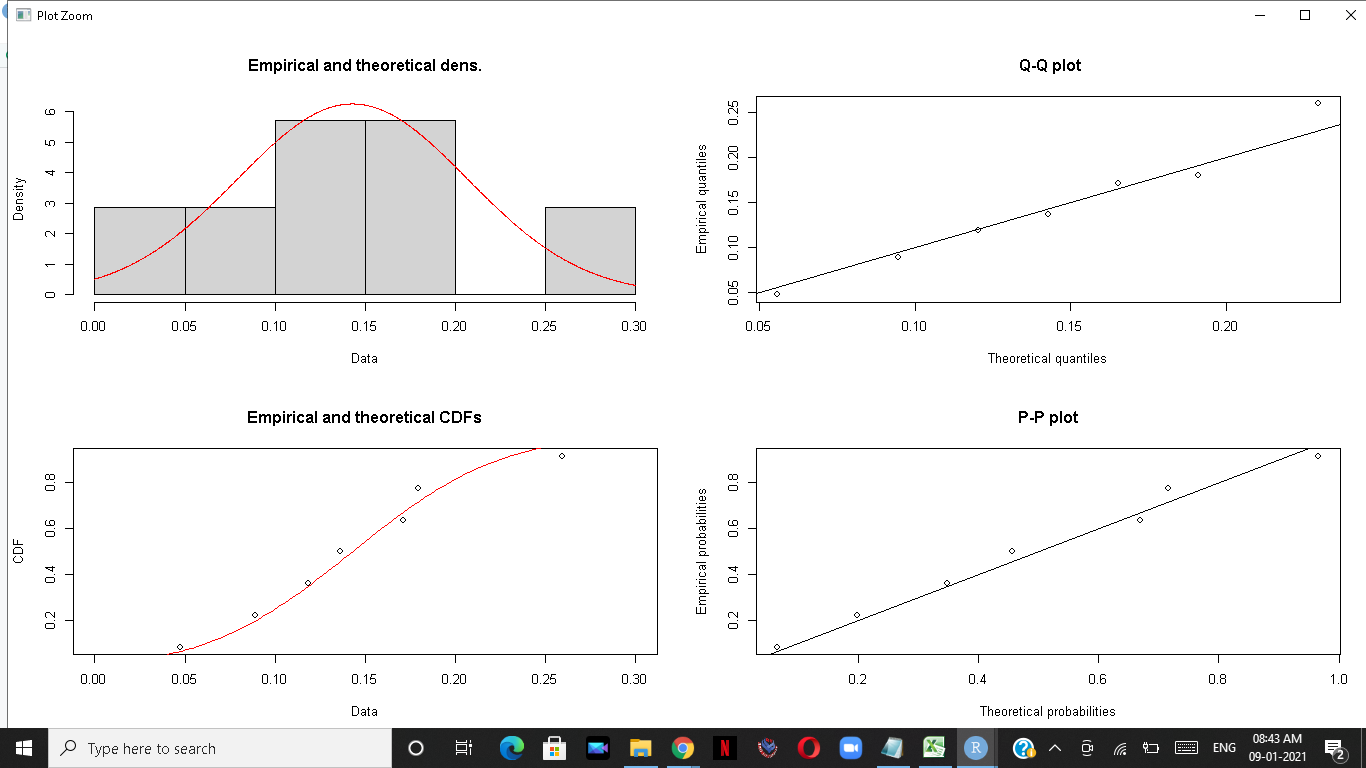 Plot Zoom
Empirical and theoretical dens.
Density
0 1 2 3 4 5 6
0.00 0.05 0.10 0.15 0.20 0.25 0.30
Data
Q-Q plot
Empirical quantiles
0.05 0.10 0.15 0.20 0.25
0.05 0.10 0.15 0.20
Theoretical quantiles
Empirical and theoretical CDFs
CDF
0.2 0.4 0.6 0.8
0.00 0.05 0.10 0.15 0.20 0.25 0.30
Data
P-P plot
Empirical probabilities
0.2 0.4 0.6 0.8
0.2 0.4 0.6 0.8 1.0
Theoretical probabilities
Type here to search
N
R
?
ENG
08:43 AM
09-01-2021
2